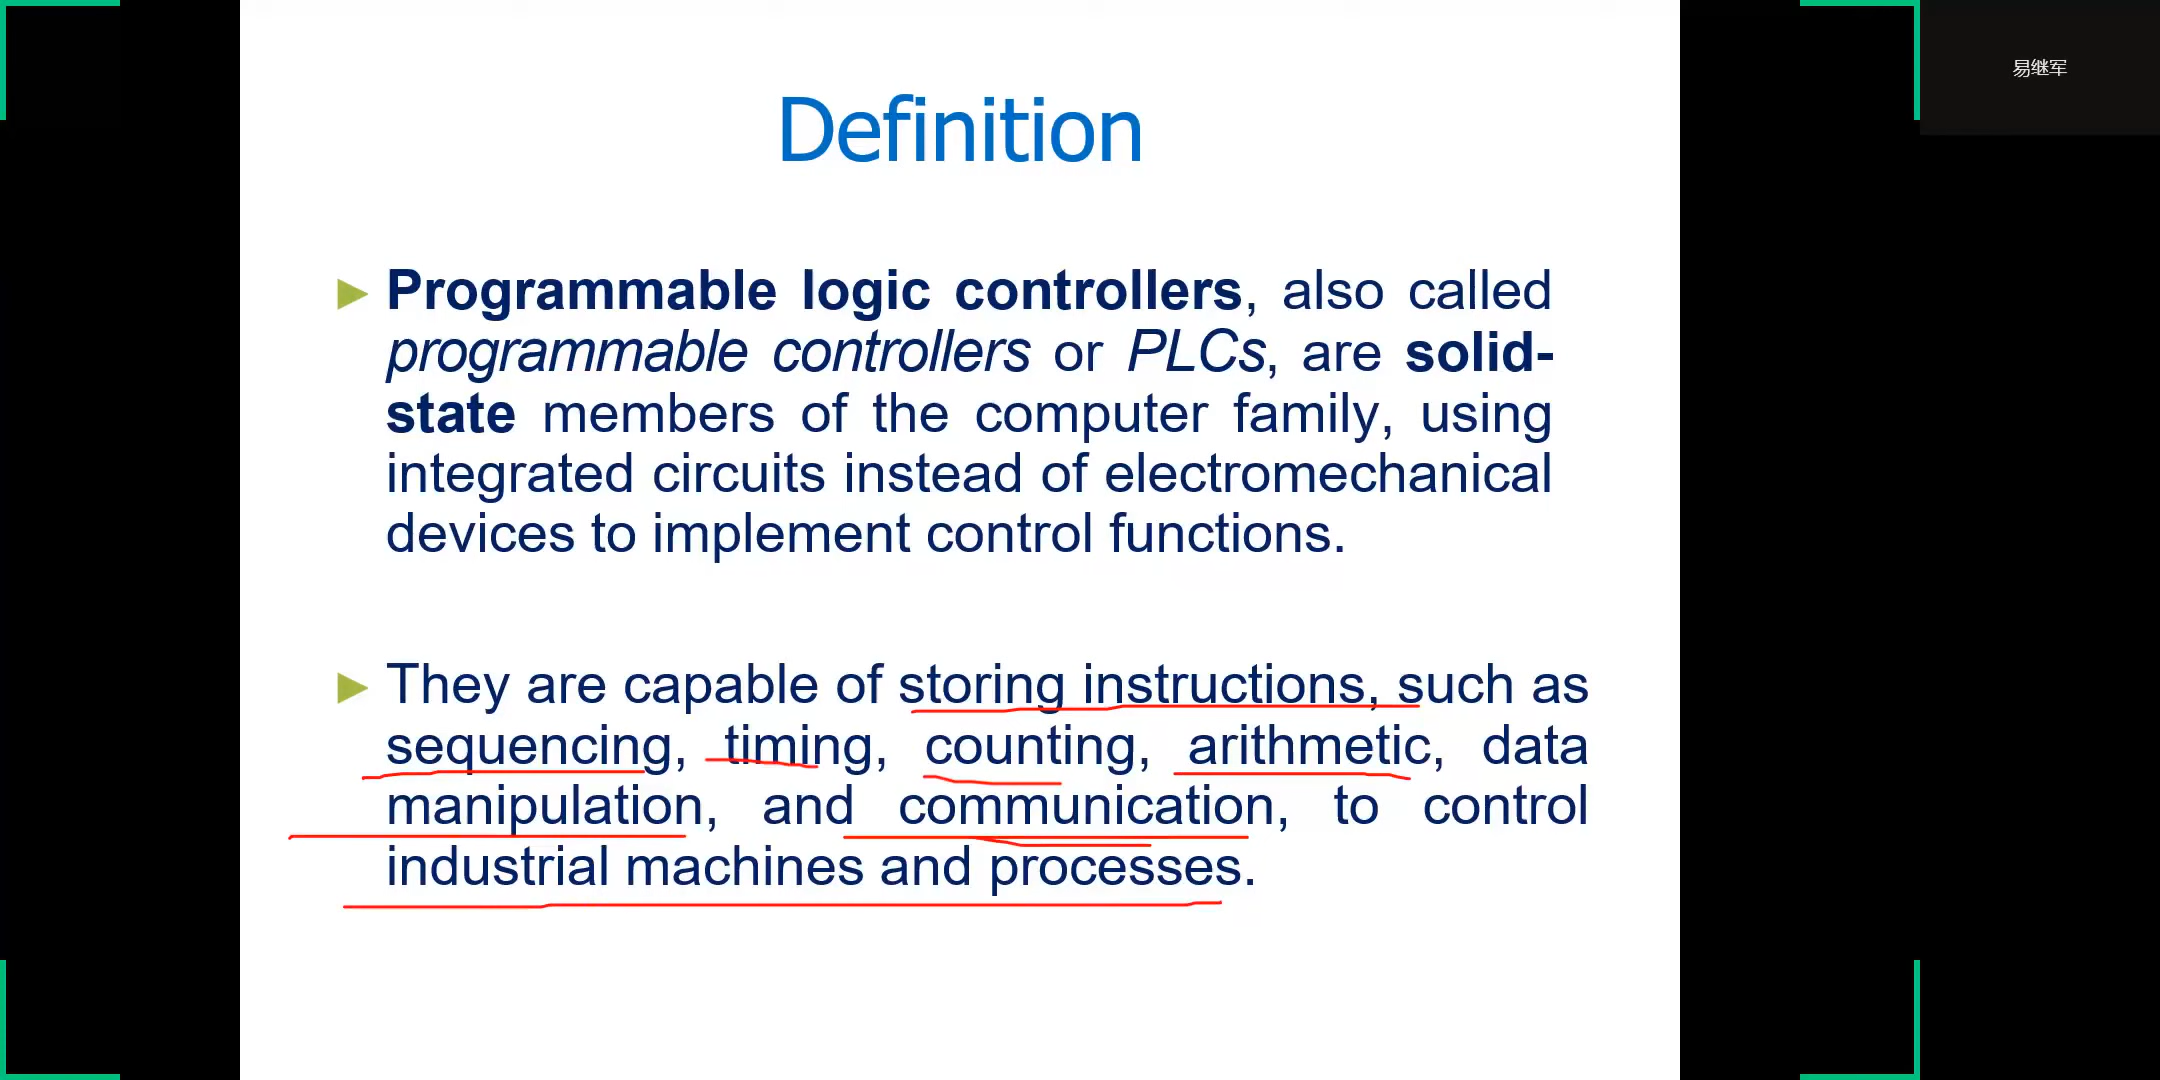 Definition
易继军
Programmable logic controllers, also called
programmable controllers or PLCs, are solid-
state members of the computer family, using
integrated circuits instead of electromechanical
devices to implement control functions.
They are capable of storing instructions, such as
sequencing, timing, counting, arithmetic, data
manipulation, and communication, to control
industrial machines and processes.